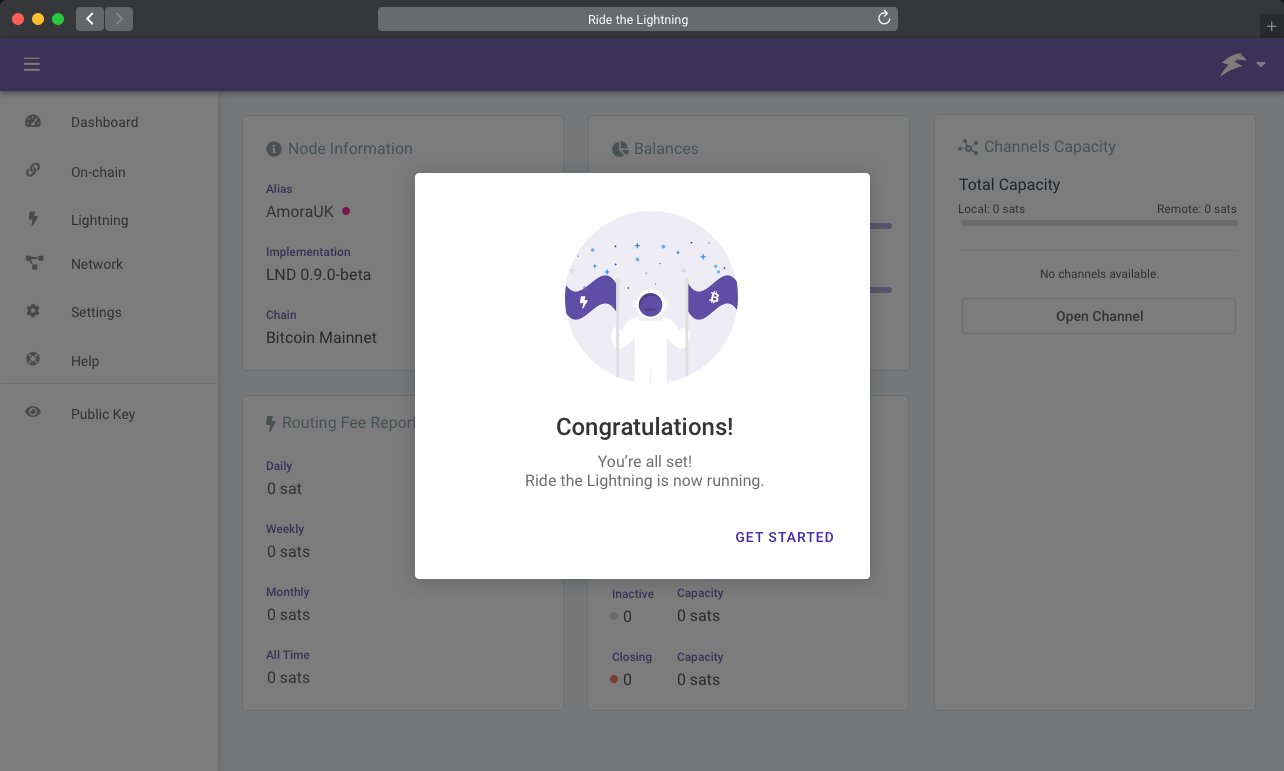 Ride the Lightning
Dashboard
On-chain
Lightning
Network
Settings
Help
Public Key
Node Information
Alias
AmoraUK
Implementation
LND 0.9.0-beta
Chain
Bitcoin Mainnet
Balances
Channels Capacity
Total Capacity
Local: 0 sats Remote: 0 sats
No channels available.
Open Channel
Congratulations!
You’re all set!
Ride the Lightning is now running.
GET STARTED
Routing Fee Report
Daily
0 sat
Weekly
0 sats
Monthly
0 sats
All Time
0 sats
Inactive Capacity
0 0 sats
Closing Capacity
0 0 sats